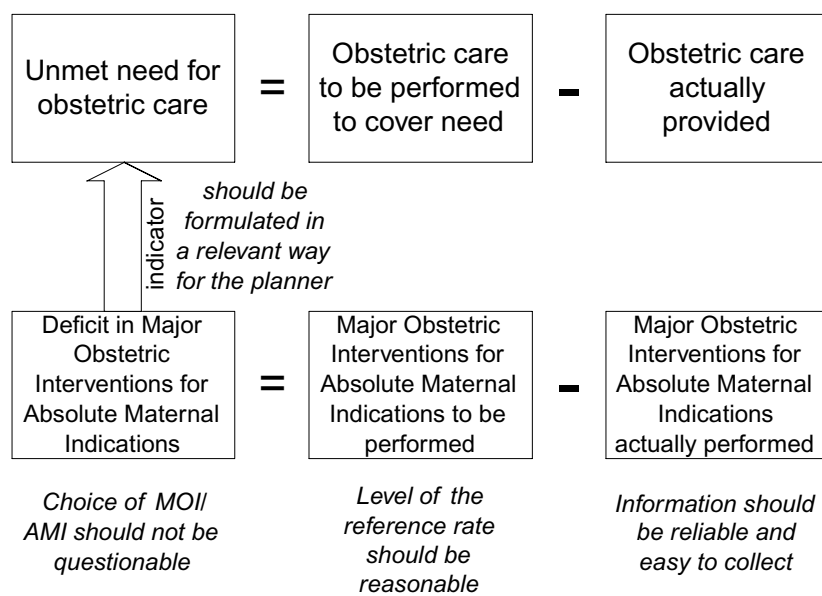 Unmet need for
obstetric care
=
Obstetric care
to be performed
to cover need
-
Obstetric care
actually
provided
indicator
should be
formulated in
a relevant way
for the planner
Deficit in Major
Obstetric
Interventions for
Absolute Maternal
Indications
=
Major Obstetric
Interventions for
Absolute Maternal
Indications to be
performed
-
Major Obstetric
Interventions for
Absolute Maternal
Indications
actually performed
Choice of MOI/
AMI should not be
questionable
Level of the
reference rate
should be
reasonable
Information should
be reliable and
easy to collect